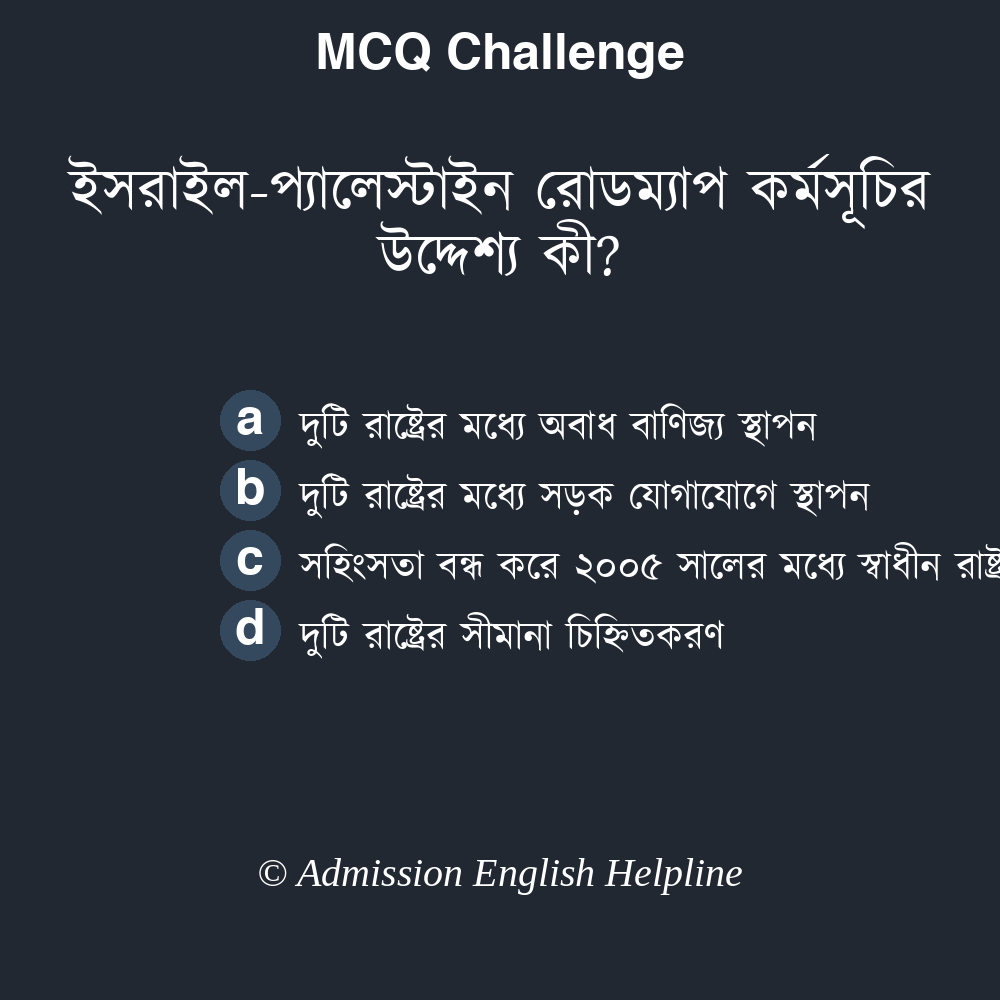 MCQ Challenge
ইসরাইল-প্যালেস্টাইন রোডম্যাপ কর্মসূচির
উদ্দেশ্য কী?
a দুটি রাষ্ট্রের মধ্যে অবাধ বাণিজ্য স্থাপন
b দুটি রাষ্ট্রের মধ্যে সড়ক যোগাযোগে স্থাপন
c সহিংসতা বন্ধ করে ২০০৫ সালের মধ্যে স্বাধীন
d দুটি রাষ্ট্রের সীমানা চিহ্নিতকরণ
© Admission English Helpline